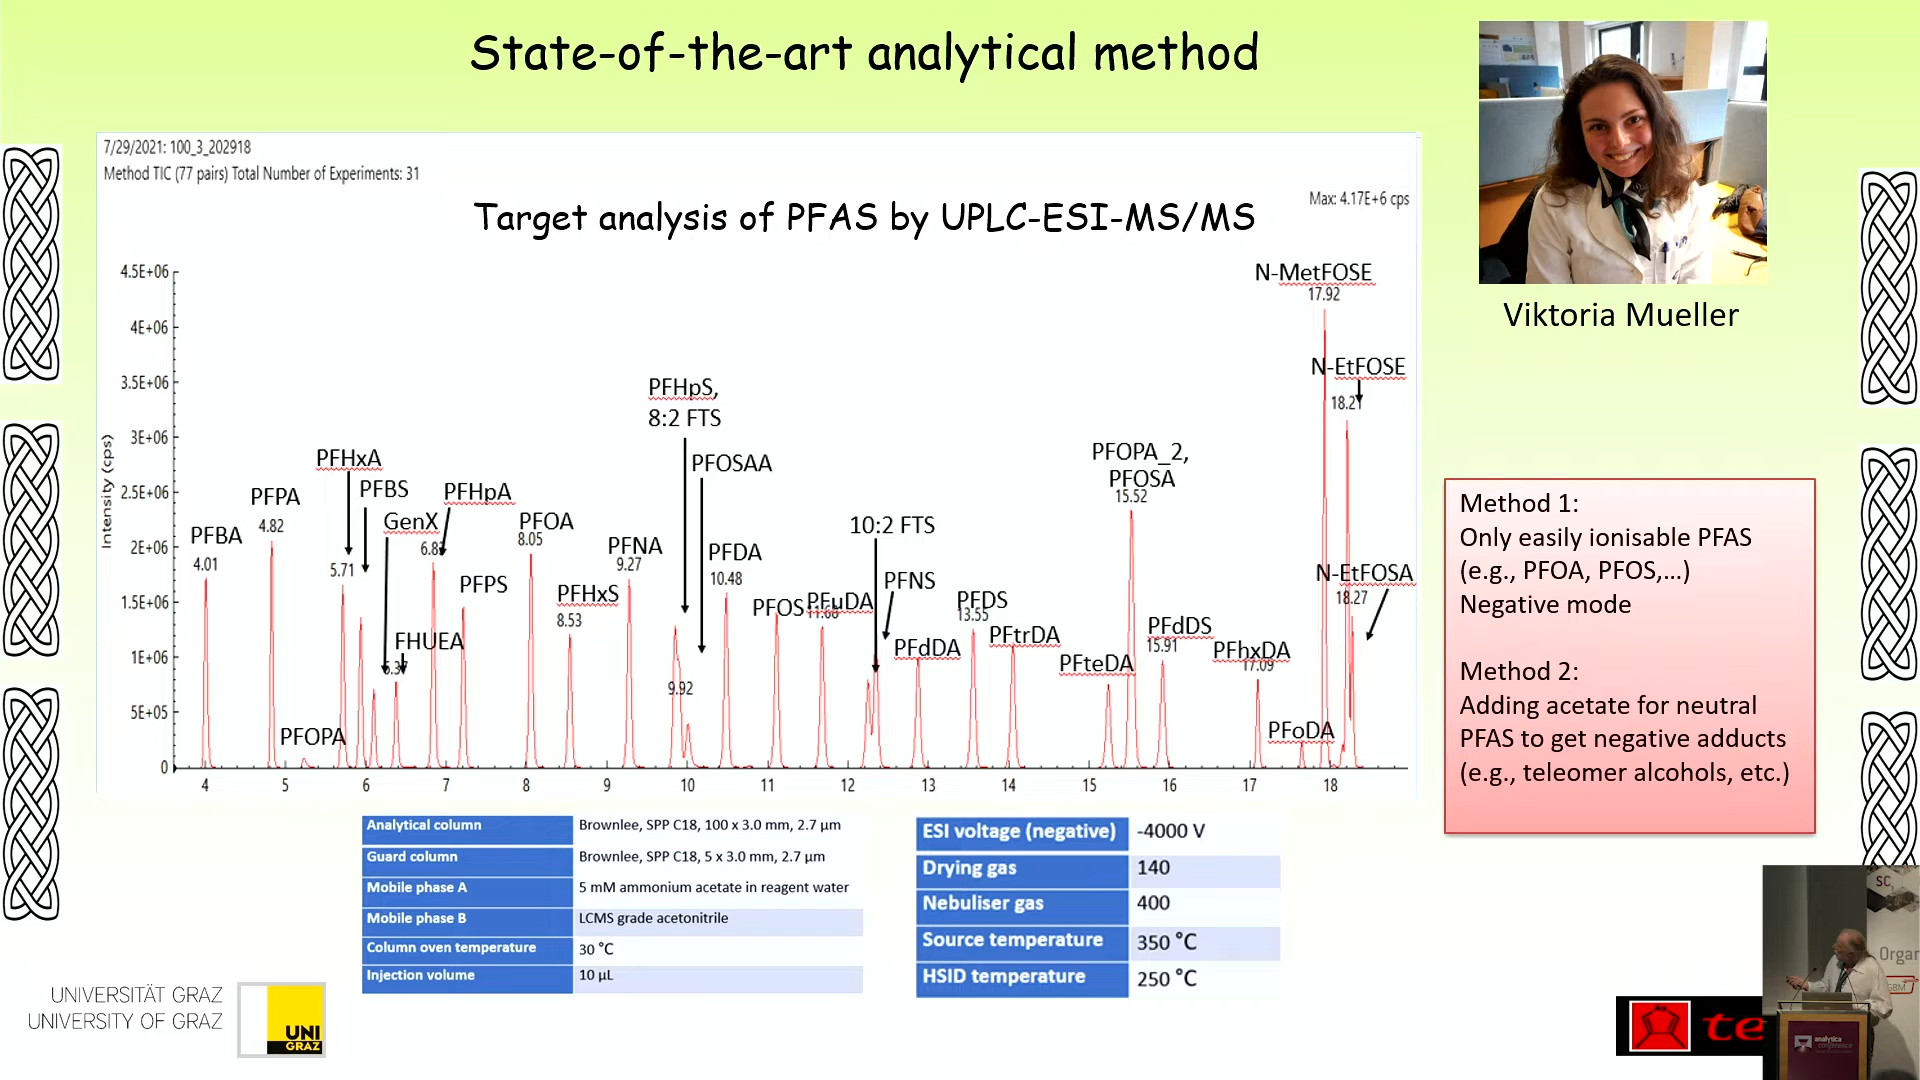 State-of-the-art analytical method
7/29/2021: 100_3_202918
Method TIC (77 pairs) Total Number of Experiments: 31
Max: 4.17E+6 cps
Target analysis of PFAS by UPLC-ESI-MS/MS
Intensity (cps)
4.5E+06
4E+06
3.5E+06
3E+06
2.5E+06
2E+06
1.5E+06
1E+06
5E+05
0
4 5 6 7 8 9 10 11 12 13 14 15 16 17 18
PFBA
4.01
PFPA
4.82
PFOPA
PFHxA
5.71
PFBS
GenX
FHUEA
6.37
PFHpA
PFPS
PFOA
8.05
PFHxS
8.53
PFNA
9.27
PFHpS,
8:2 FTS
9.92
PFOSAA
PFDA
10.48
PFOS
PFuDA
11.68
10:2 FTS
PFNS
PFdDA
PFDS
13.55
PFtrDA
PFteDA
PFOPA_2,
PFOSA
15.52
PFdDS
15.91
PFhxDA
17.09
PFoDA
N-MetFOSE
17.92
N-EtFOSE
18.21
N-EtFOSA
18.27
Viktoria Mueller
Method 1:
Only easily ionisable PFAS
(e.g., PFOA, PFOS,...)
Negative mode
Method 2:
Adding acetate for neutral
PFAS to get negative adducts
(e.g., teleomer alcohols, etc.)
Analytical column Brownlee, SPP C18, 100 x 3.0 mm, 2.7 µm
Guard column Brownlee, SPP C18, 5 x 3.0 mm, 2.7 µm
Mobile phase A 5 mM ammonium acetate in reagent water
Mobile phase B LCMS grade acetonitrile
Column oven temperature 30 °C
Injection volume 10 µL
ESI voltage (negative) -4000 V
Drying gas 140
Nebuliser gas 400
Source temperature 350 °C
HSID temperature 250 °C
UNIVERSITÄT GRAZ
UNIVERSITY OF GRAZ
UNI
GRAZ
te
SC
Organ
GBM
analytica
conference